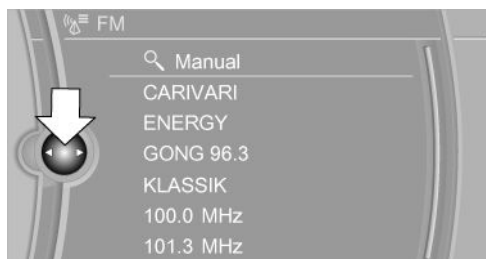 FM
Manual
CARIVARI
ENERGY
GONG 96.3
KLASSIK
100.0 MHz
101.3 MHz